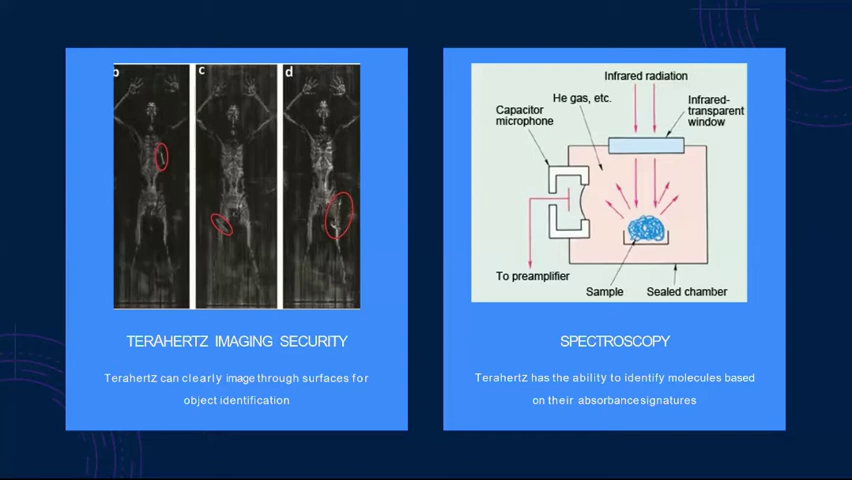 b
c
d
TERAHERTZ IMAGING SECURITY
Terahertz can clearly image through surfaces for
object identification
Infrared radiation
He gas, etc.
Capacitor
microphone
Infrared-
transparent
window
To preamplifier
Sample
Sealed chamber
SPECTROSCOPY
Terahertz has the ability to identify molecules based
on their absorbance signatures